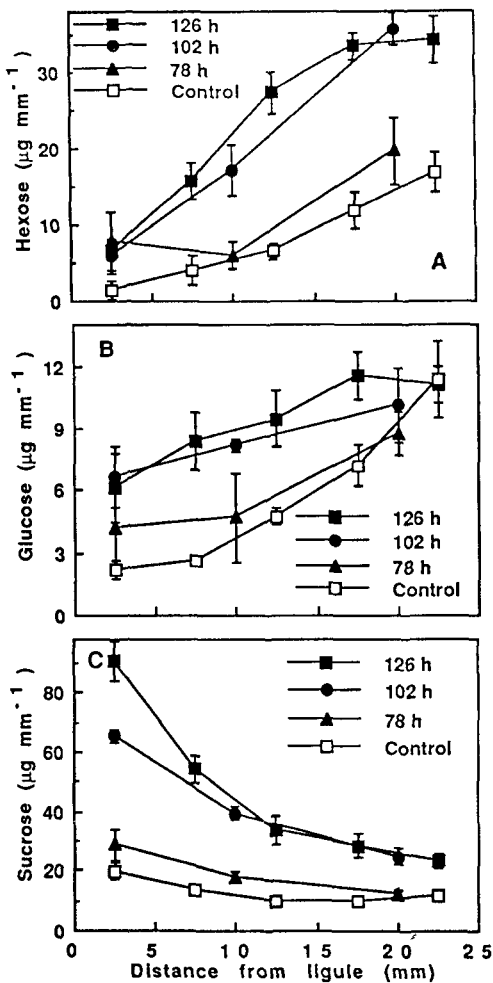 126 h
102 h
78 h
Control
30
20
10
0
Hexose (µg mm⁻¹)
A
B
12
9
6
3
0
Glucose (µg mm⁻¹)
126 h
102 h
78 h
Control
C
80
60
40
20
0
Sucrose (µg mm⁻¹)
126 h
102 h
78 h
Control
0 5 10 15 20 25
Distance from ligule (mm)